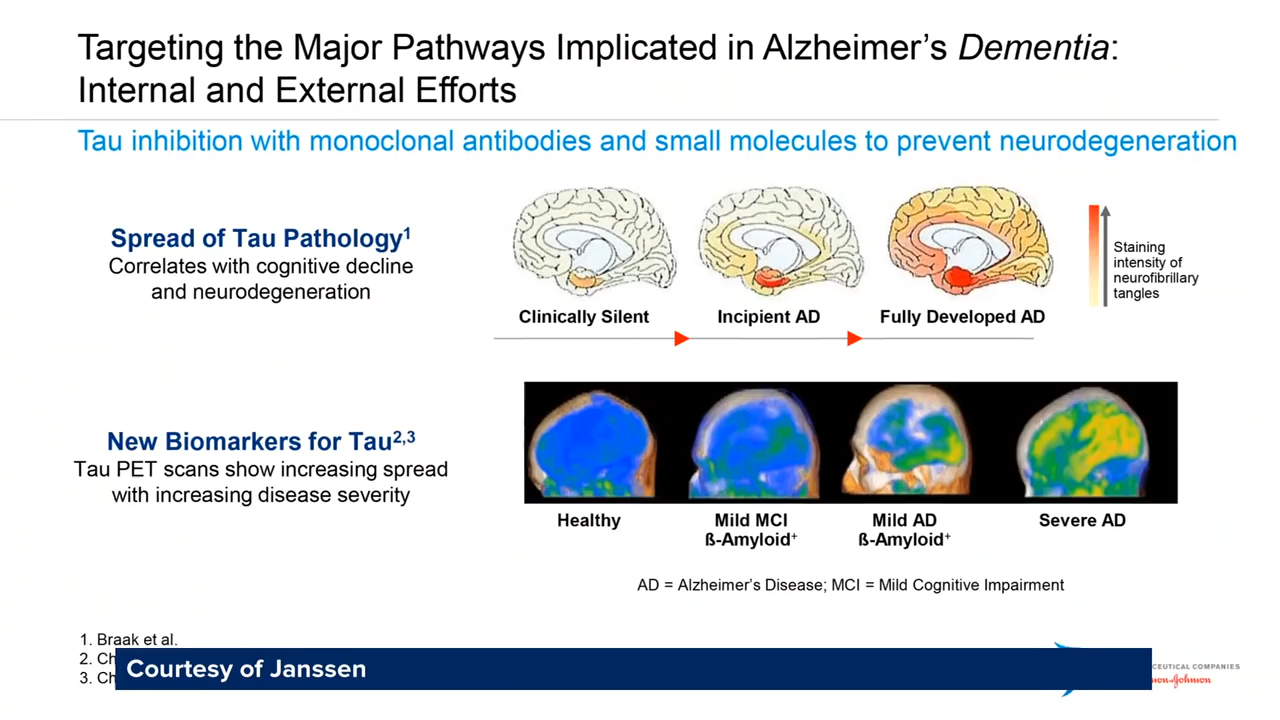 Targeting the Major Pathways Implicated in Alzheimer’s Dementia:
Internal and External Efforts
Tau inhibition with monoclonal antibodies and small molecules to prevent neurodegeneration
Spread of Tau Pathology1
Correlates with cognitive decline
and neurodegeneration
Clinically Silent
Incipient AD
Fully Developed AD
Staining
intensity of
neurofibrillary
tangles
New Biomarkers for Tau2,3
Tau PET scans show increasing spread
with increasing disease severity
Healthy
Mild MCI
ß-Amyloid+
Mild AD
ß-Amyloid+
Severe AD
AD = Alzheimer’s Disease; MCI = Mild Cognitive Impairment
1. Braak et al.
2.
3.
Courtesy of Janssen
COMPANIES